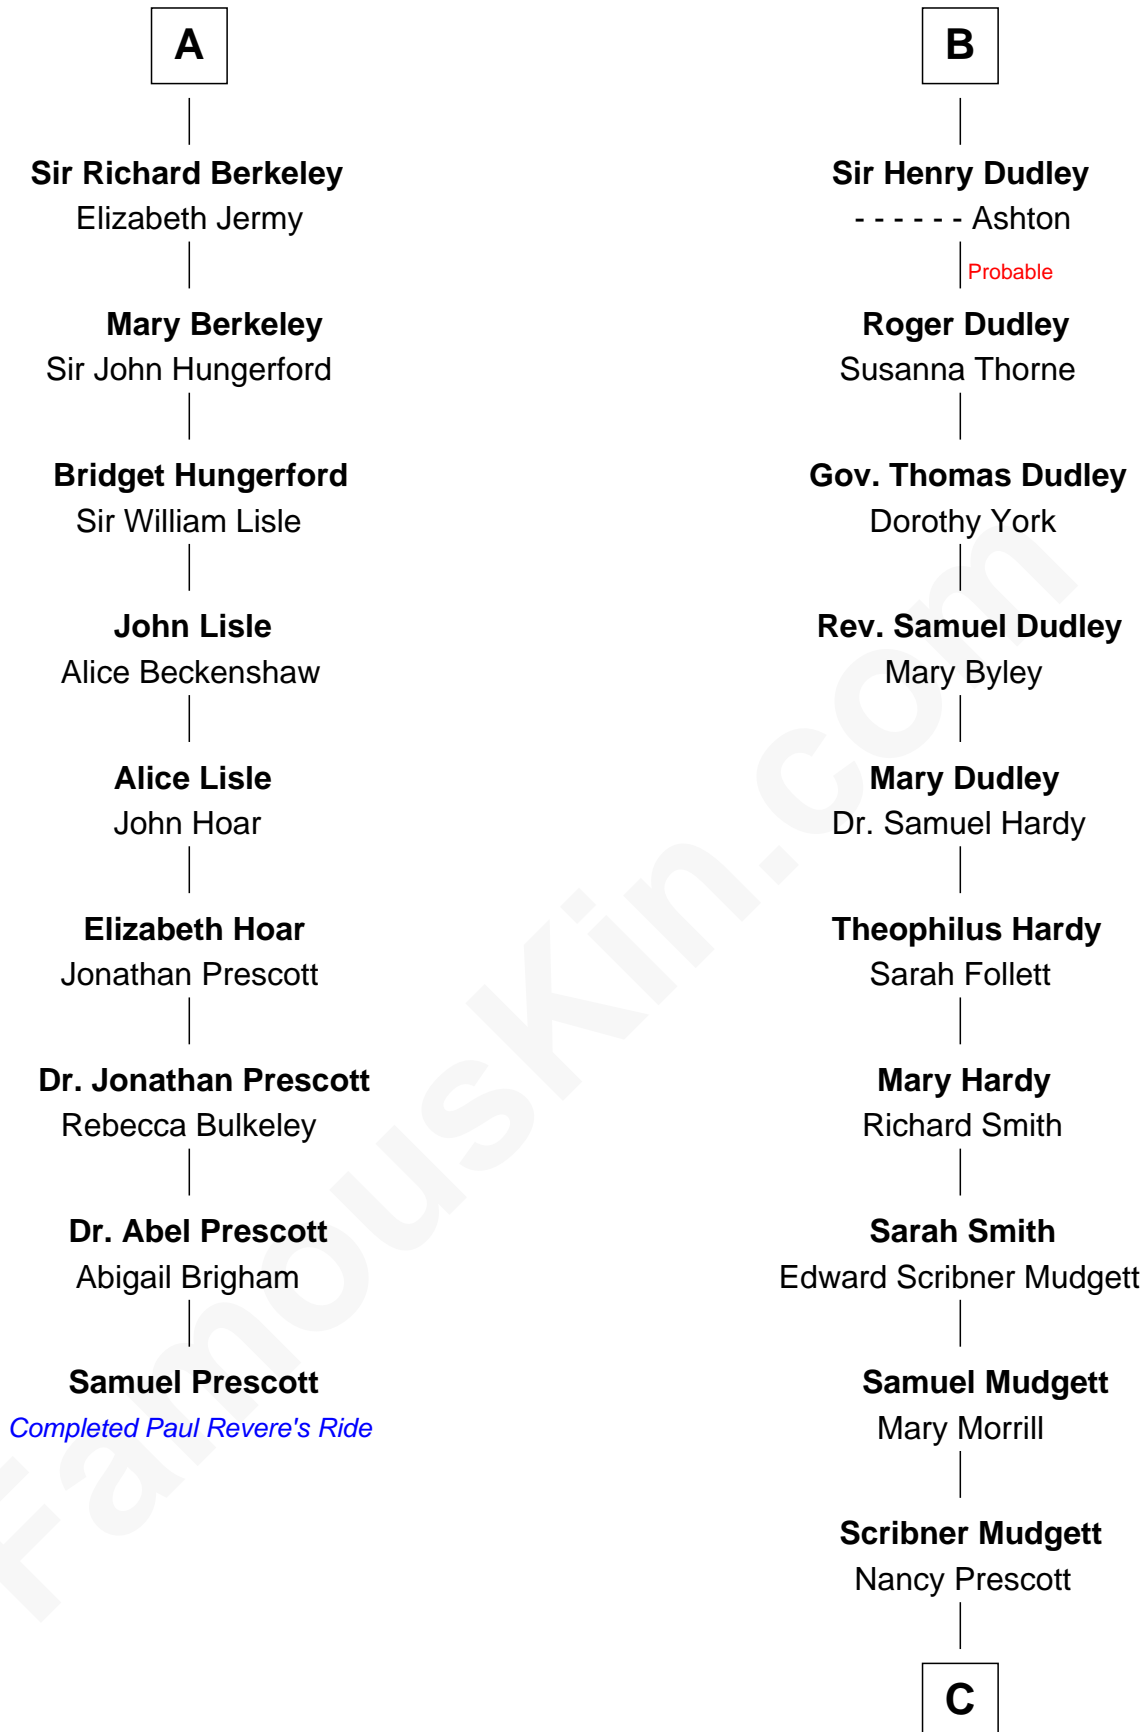 A
Sir Richard Berkeley
Elizabeth Jermy
Mary Berkeley
Sir John Hungerford
Bridget Hungerford
Sir William Lisle
John Lisle
Alice Beckenshaw
Alice Lisle
John Hoar
Elizabeth Hoar
Jonathan Prescott
Dr. Jonathan Prescott
Rebecca Bulkeley
Dr. Abel Prescott
Abigail Brigham
Samuel Prescott
Completed Paul Revere's Ride
B
Sir Henry Dudley
- - - - - - Ashton
Probable
Roger Dudley
Susanna Thorne
Gov. Thomas Dudley
Dorothy York
Rev. Samuel Dudley
Mary Byley
Mary Dudley
Dr. Samuel Hardy
Theophilus Hardy
Sarah Follett
Mary Hardy
Richard Smith
Sarah Smith
Edward Scribner Mudgett
Samuel Mudgett
Mary Morrill
Scribner Mudgett
Nancy Prescott
C
FamousKin.com